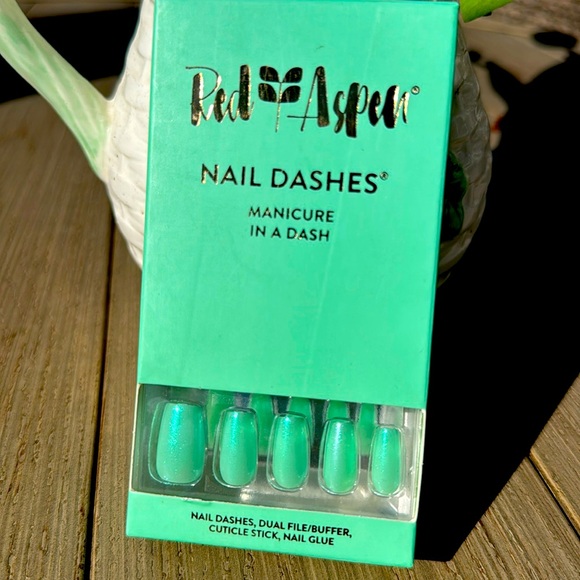 Red Aspen®
NAIL DASHES®
MANICURE
IN A DASH
NAIL DASHES, DUAL FILE/BUFFER,
CUTICLE STICK, NAIL GLUE